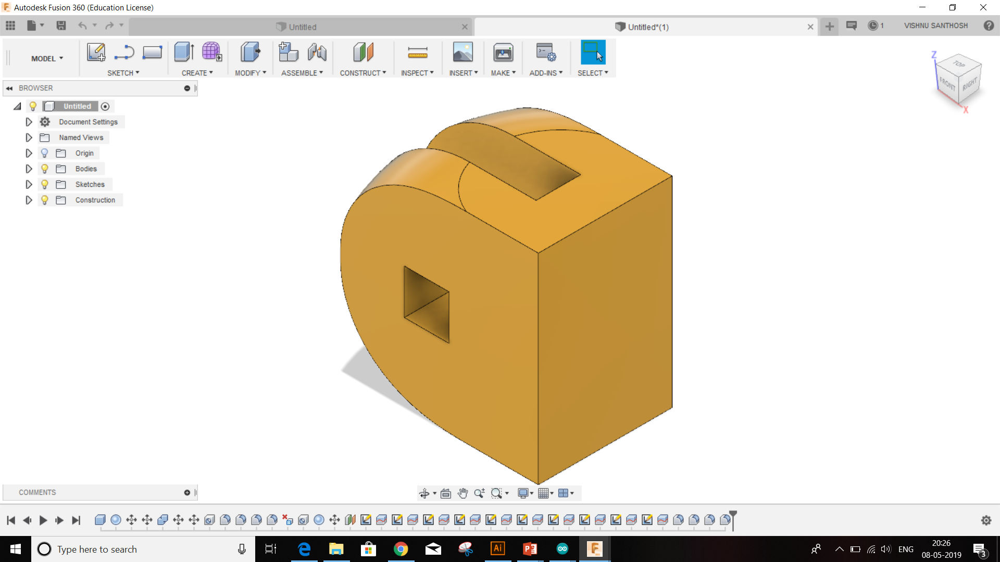 Autodesk Fusion 360 (Education License)
Untitled
Untitled*(1)
1
VISHNU SANTHOSH
MODEL
SKETCH
CREATE
MODIFY
ASSEMBLE
CONSTRUCT
INSPECT
INSERT
MAKE
ADD-INS
SELECT
BROWSER
Untitled
Document Settings
Named Views
Origin
Bodies
Sketches
Construction
Z
TOP
FRONT
RIGHT
X
COMMENTS
Type here to search
Ai
ENG
20:26
08-05-2019
3